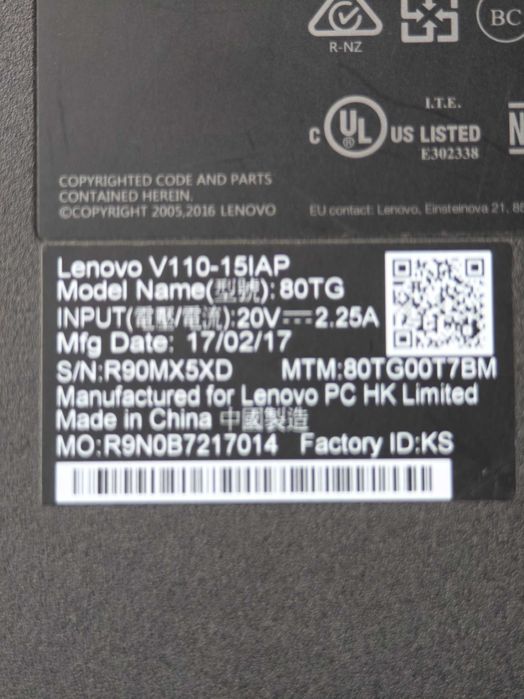 R-NZ
BC
I.T.E.
C UL US LISTED
E302338
COPYRIGHTED CODE AND PARTS
CONTAINED HEREIN.
©COPYRIGHT 2005,2016 LENOVO
EU contact: Lenovo, Einsteinova 21, 85
Lenovo V110-15IAP
Model Name(型號): 80TG
INPUT(電壓/電流):20V⎓2.25A
Mfg Date: 17/02/17
S/N:R90MX5XD MTM:80TG00T7BM
Manufactured for Lenovo PC HK Limited
Made in China 中國製造
MO:R9N0B7217014 Factory ID:KS